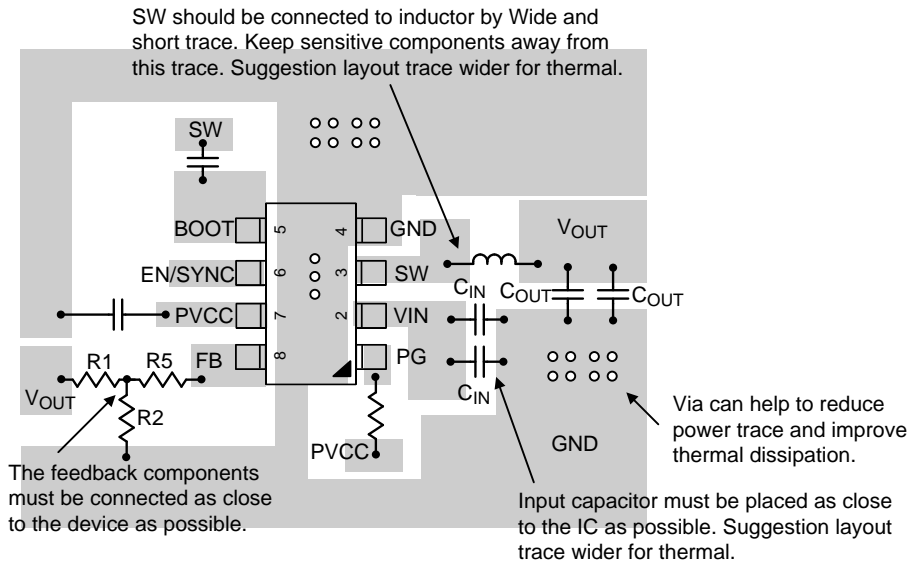 SW should be connected to inductor by Wide and
short trace. Keep sensitive components away from
this trace. Suggestion layout trace wider for thermal.
SW
BOOT
5
4
GND
VOUT
EN/SYNC
6
3
SW
CIN
COUT
COUT
PVCC
7
2
VIN
R1
R5
FB
8
PG
CIN
VOUT
R2
PVCC
GND
Via can help to reduce
power trace and improve
thermal dissipation.
The feedback components
must be connected as close
to the device as possible.
Input capacitor must be placed as close
to the IC as possible. Suggestion layout
trace wider for thermal.